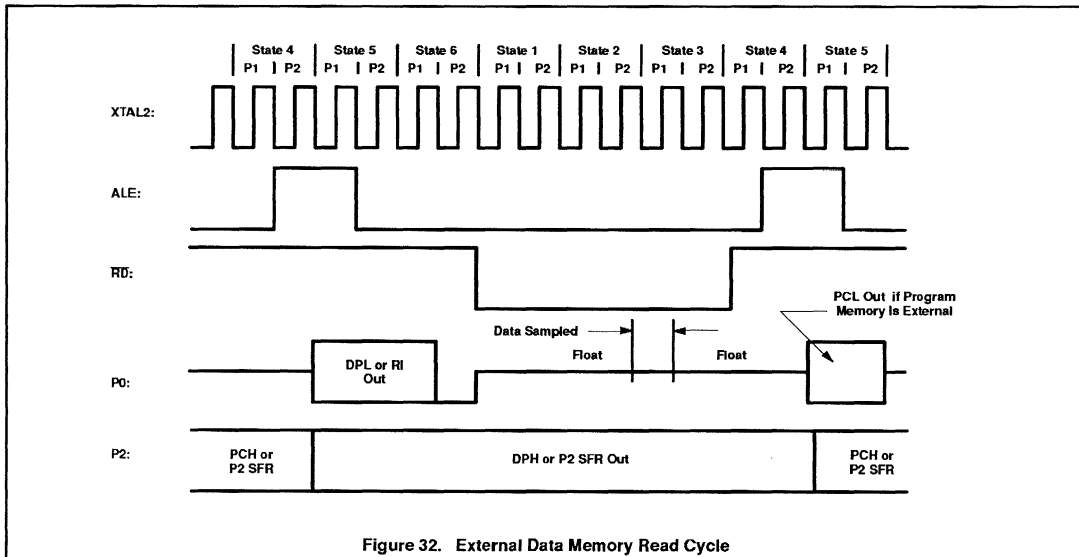 State 4 State 5 State 6 State 1 State 2 State 3 State 4 State 5
P1 P2 P1 P2 P1 P2 P1 P2 P1 P2 P1 P2 P1 P2 P1 P2
XTAL2:
ALE:
RD:
PCL Out if Program
Memory Is External
Data Sampled
Float Float
DPL or RI
Out
P0:
P2:
PCH or
P2 SFR
DPH or P2 SFR Out
PCH or
P2 SFR
Figure 32. External Data Memory Read Cycle